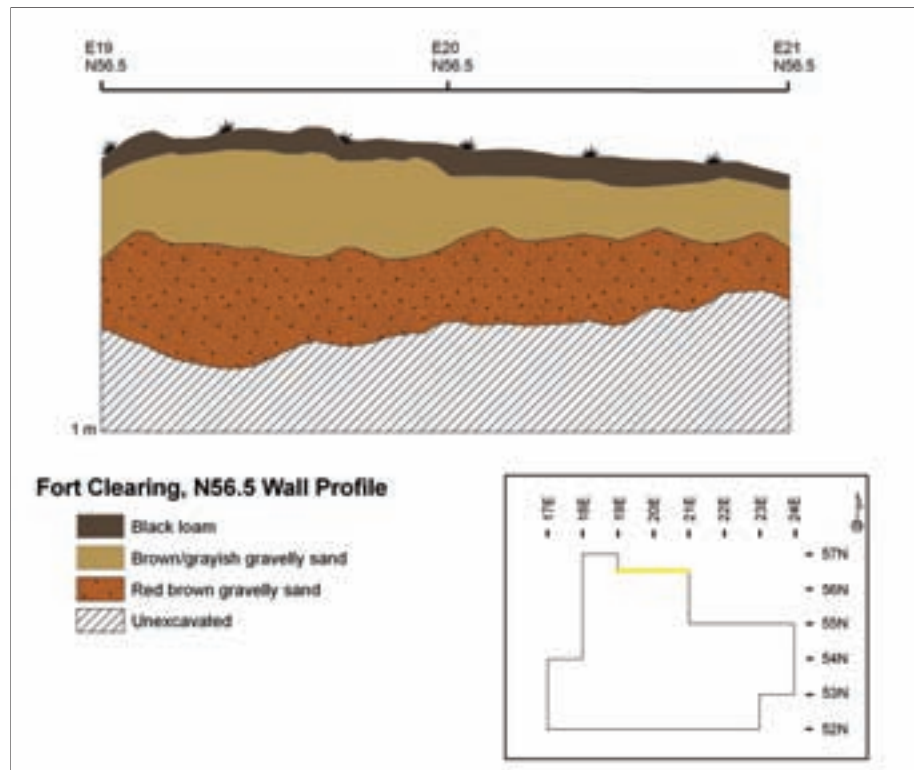 E19
N56.5
E20
N56.5
E21
N56.5
1 m
Fort Clearing, N56.5 Wall Profile
Black loam
Brown/grayish gravelly sand
Red brown gravelly sand
Unexcavated
17E
18E
19E
20E
21E
22E
23E
24E
57N
56N
55N
54N
53N
52N